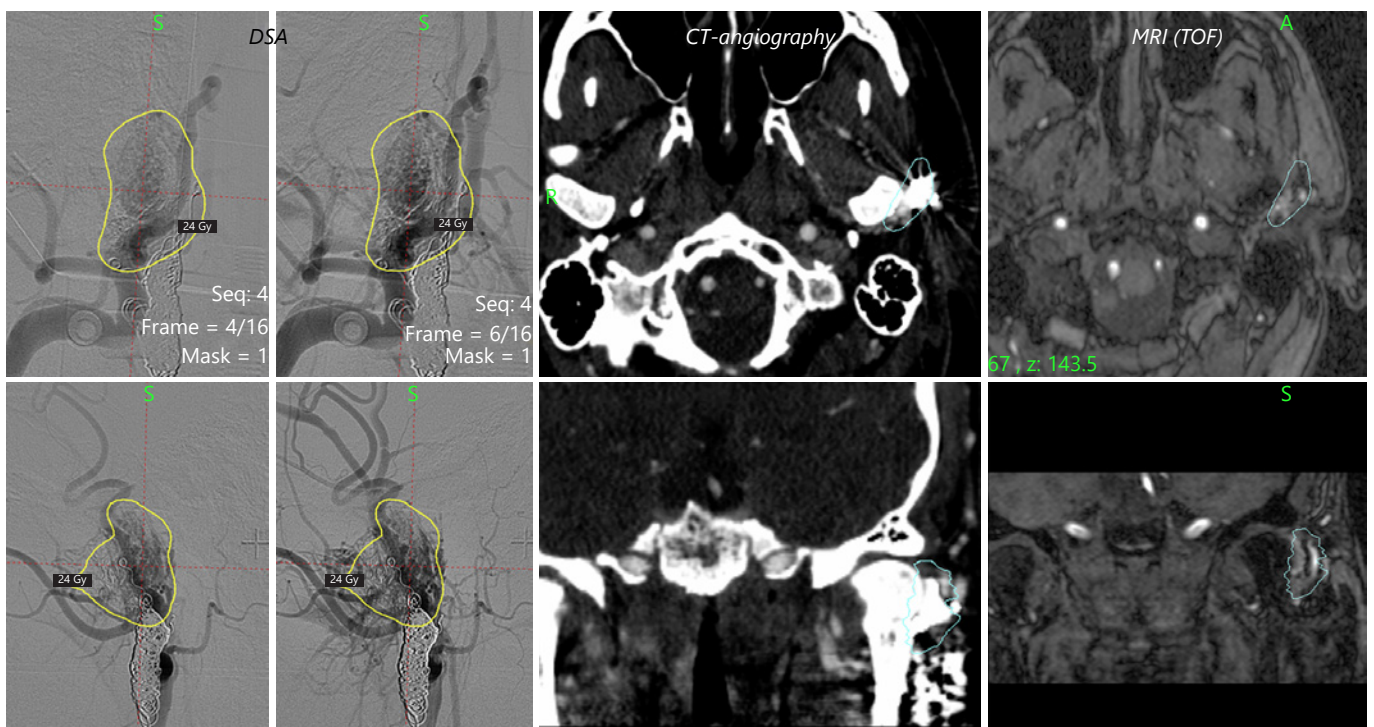 S
DSA
S
CT-angiography
A
MRI (TOF)
R
24 Gy
24 Gy
Seq: 4
Frame = 4/16
Mask = 1
Seq: 4
Frame = 6/16
Mask = 1
67 , z: 143.5
S
S
S
24 Gy
24 Gy